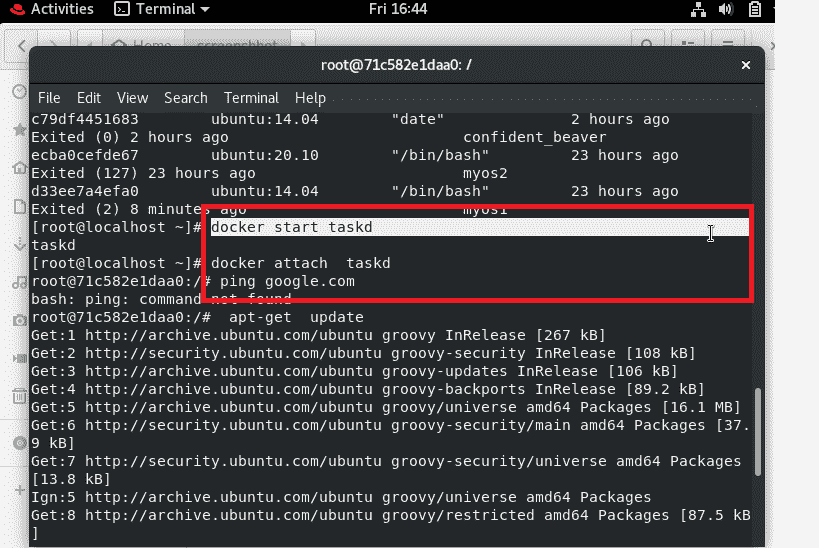 Activities Terminal Fri 16:44
Home screenshhot
root@71c582e1daa0: / ×
File Edit View Search Terminal Help
c79df4451683 ubuntu:14.04 "date" 2 hours ago
Exited (0) 2 hours ago confident_beaver
ecba0cefde67 ubuntu:20.10 "/bin/bash" 23 hours ago
Exited (127) 23 hours ago myos2
d33ee7a4efa0 ubuntu:14.04 "/bin/bash" 23 hours ago
Exited (2) 8 minutes ago myos1
[root@localhost ~]# docker start taskd
taskd
[root@localhost ~]# docker attach  taskd
root@71c582e1daa0:/# ping google.com
bash: ping: command not found
root@71c582e1daa0:/#  apt-get  update
Get:1 http://archive.ubuntu.com/ubuntu groovy InRelease [267 kB]
Get:2 http://security.ubuntu.com/ubuntu groovy-security InRelease [108 kB]
Get:3 http://archive.ubuntu.com/ubuntu groovy-updates InRelease [106 kB]
Get:4 http://archive.ubuntu.com/ubuntu groovy-backports InRelease [89.2 kB]
Get:5 http://archive.ubuntu.com/ubuntu groovy/universe amd64 Packages [16.1 MB]
Get:6 http://security.ubuntu.com/ubuntu groovy-security/main amd64 Packages [37.
9 kB]
Get:7 http://security.ubuntu.com/ubuntu groovy-security/universe amd64 Packages
[13.8 kB]
Ign:5 http://archive.ubuntu.com/ubuntu groovy/universe amd64 Packages
Get:8 http://archive.ubuntu.com/ubuntu groovy/restricted amd64 Packages [87.5 kB
]